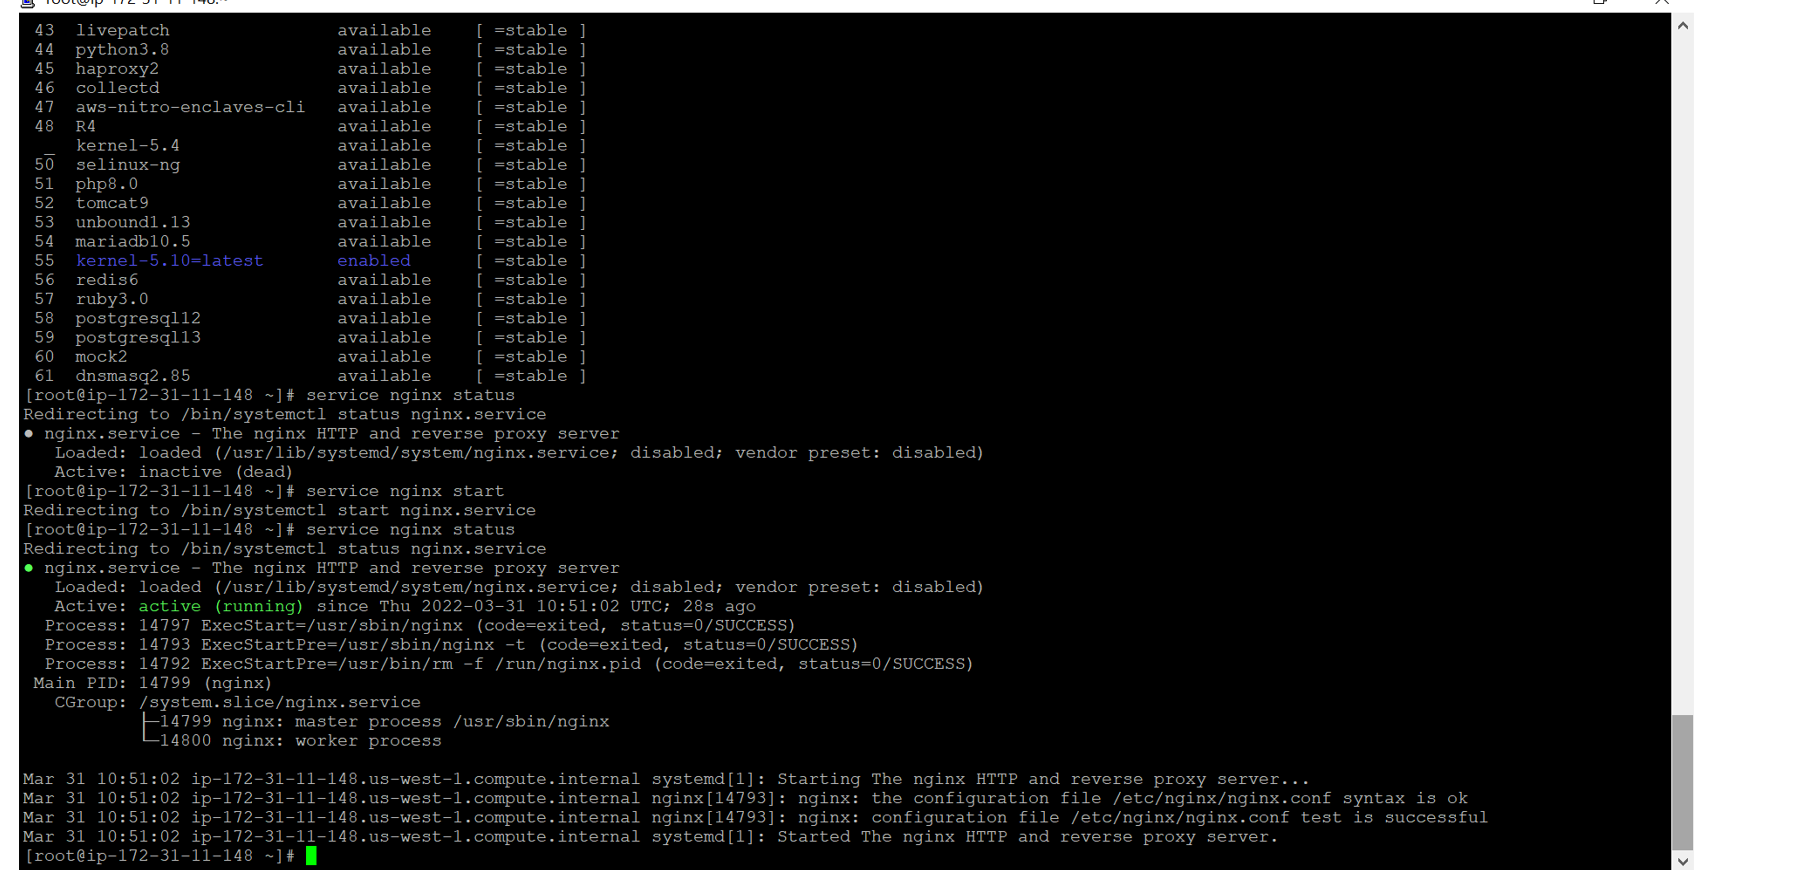 43  livepatch                available    [ =stable ]
44  python3.8                available    [ =stable ]
45  haproxy2                 available    [ =stable ]
46  collectd                 available    [ =stable ]
47  aws-nitro-enclaves-cli   available    [ =stable ]
48  R4                       available    [ =stable ]
 _  kernel-5.4               available    [ =stable ]
50  selinux-ng               available    [ =stable ]
51  php8.0                   available    [ =stable ]
52  tomcat9                  available    [ =stable ]
53  unbound1.13              available    [ =stable ]
54  mariadb10.5              available    [ =stable ]
55  kernel-5.10=latest       enabled      [ =stable ]
56  redis6                   available    [ =stable ]
57  ruby3.0                  available    [ =stable ]
58  postgresql12             available    [ =stable ]
59  postgresql13             available    [ =stable ]
60  mock2                    available    [ =stable ]
61  dnsmasq2.85              available    [ =stable ]
[root@ip-172-31-11-148 ~]# service nginx status
Redirecting to /bin/systemctl status nginx.service
● nginx.service - The nginx HTTP and reverse proxy server
   Loaded: loaded (/usr/lib/systemd/system/nginx.service; disabled; vendor preset: disabled)
   Active: inactive (dead)
[root@ip-172-31-11-148 ~]# service nginx start
Redirecting to /bin/systemctl start nginx.service
[root@ip-172-31-11-148 ~]# service nginx status
Redirecting to /bin/systemctl status nginx.service
● nginx.service - The nginx HTTP and reverse proxy server
   Loaded: loaded (/usr/lib/systemd/system/nginx.service; disabled; vendor preset: disabled)
   Active: active (running) since Thu 2022-03-31 10:51:02 UTC; 28s ago
  Process: 14797 ExecStart=/usr/sbin/nginx (code=exited, status=0/SUCCESS)
  Process: 14793 ExecStartPre=/usr/sbin/nginx -t (code=exited, status=0/SUCCESS)
  Process: 14792 ExecStartPre=/usr/bin/rm -f /run/nginx.pid (code=exited, status=0/SUCCESS)
 Main PID: 14799 (nginx)
   CGroup: /system.slice/nginx.service
           ├─14799 nginx: master process /usr/sbin/nginx
           └─14800 nginx: worker process
Mar 31 10:51:02 ip-172-31-11-148.us-west-1.compute.internal systemd[1]: Starting The nginx HTTP and reverse proxy server...
Mar 31 10:51:02 ip-172-31-11-148.us-west-1.compute.internal nginx[14793]: nginx: the configuration file /etc/nginx/nginx.conf syntax is ok
Mar 31 10:51:02 ip-172-31-11-148.us-west-1.compute.internal nginx[14793]: nginx: configuration file /etc/nginx/nginx.conf test is successful
Mar 31 10:51:02 ip-172-31-11-148.us-west-1.compute.internal systemd[1]: Started The nginx HTTP and reverse proxy server.
[root@ip-172-31-11-148 ~]#